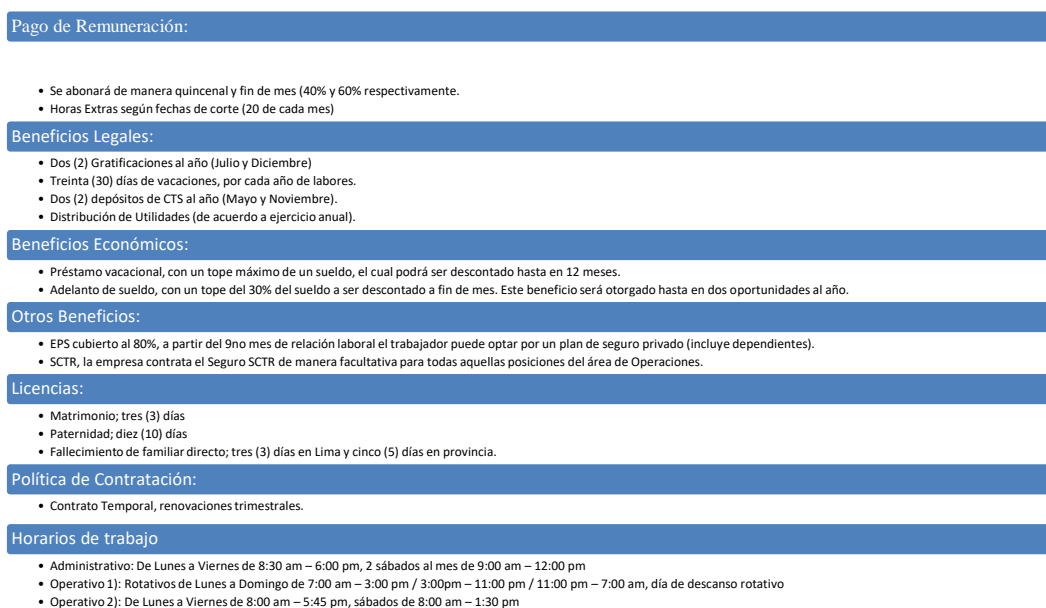 Pago de Remuneración:
• Se abonará de manera quincenal y fin de mes (40% y 60% respectivamente.
• Horas Extras según fechas de corte (20 de cada mes)
Beneficios Legales:
• Dos (2) Gratificaciones al año (Julio y Diciembre)
• Treinta (30) días de vacaciones, por cada año de labores.
• Dos (2) depósitos de CTS al año (Mayo y Noviembre).
• Distribución de Utilidades (de acuerdo a ejercicio anual).
Beneficios Económicos:
• Préstamo vacacional, con un tope máximo de un sueldo, el cual podrá ser descontado hasta en 12 meses.
• Adelanto de sueldo, con un tope del 30% del sueldo a ser descontado a fin de mes. Este beneficio será otorgado hasta en dos oportunidades al año.
Otros Beneficios:
• EPS cubierto al 80%, a partir del 9no mes de relación laboral el trabajador puede optar por un plan de seguro privado (incluye dependientes).
• SCTR, la empresa contrata el Seguro SCTR de manera facultativa para todas aquellas posiciones del área de Operaciones.
Licencias:
• Matrimonio; tres (3) días
• Paternidad; diez (10) días
• Fallecimiento de familiar directo; tres (3) días en Lima y cinco (5) días en provincia.
Política de Contratación:
• Contrato Temporal, renovaciones trimestrales.
Horarios de trabajo
• Administrativo: De Lunes a Viernes de 8:30 am – 6:00 pm, 2 sábados al mes de 9:00 am – 12:00 pm
• Operativo 1): Rotativos de Lunes a Domingo de 7:00 am – 3:00 pm / 3:00pm – 11:00 pm / 11:00 pm – 7:00 am, día de descanso rotativo
• Operativo 2): De Lunes a Viernes de 8:00 am – 5:45 pm, sábados de 8:00 am – 1:30 pm